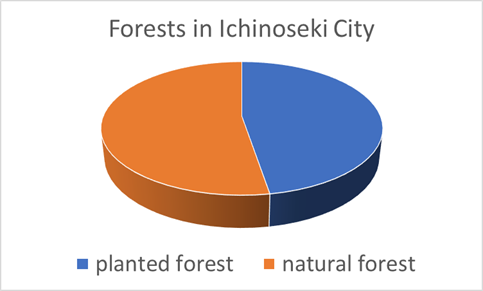 Forests in Ichinoseki City
planted forest
natural forest